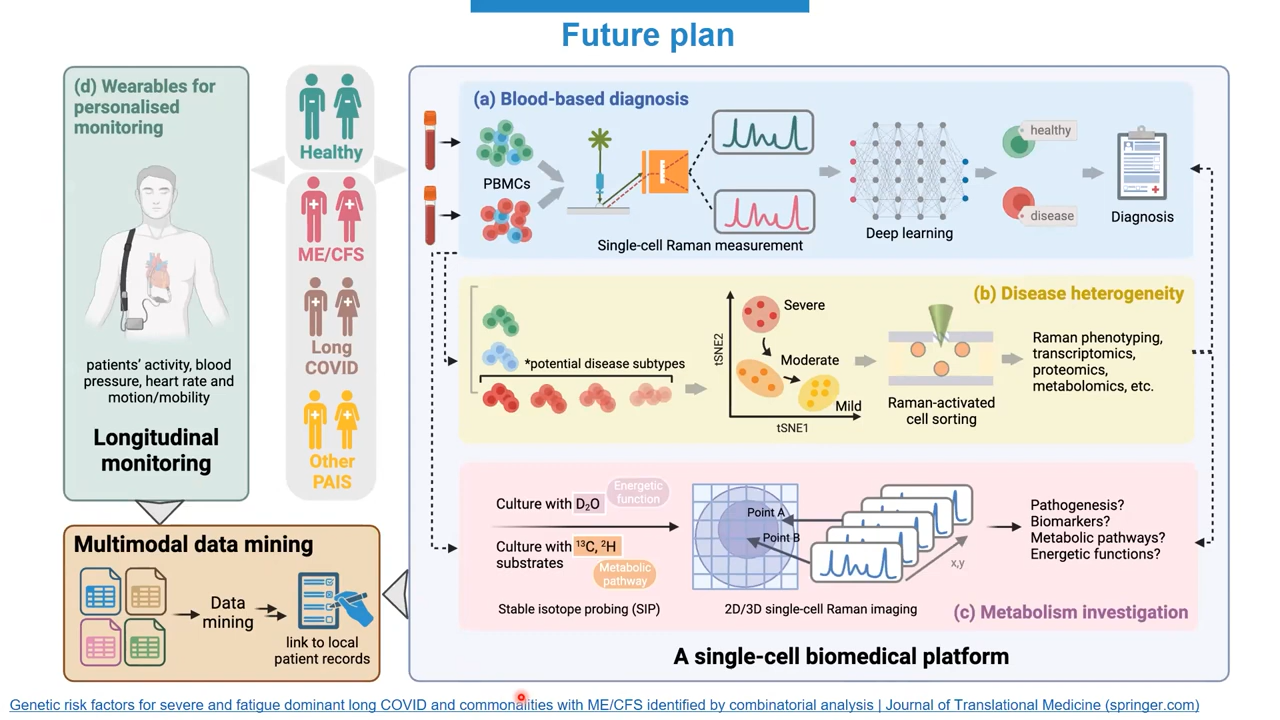 Future plan
(d) Wearables for
personalised
monitoring
patients' activity, blood
pressure, heart rate and
motion/mobility
Longitudinal
monitoring
Healthy
ME/CFS
Long
COVID
Other
PAIS
Multimodal data mining
Data
mining
link to local
patient records
(a) Blood-based diagnosis
PBMCs
Single-cell Raman measurement
Deep learning
healthy
disease
Diagnosis
(b) Disease heterogeneity
*potential disease subtypes
tSNE2
Severe
Moderate
Mild
tSNE1
Raman-activated
cell sorting
Raman phenotyping,
transcriptomics,
proteomics,
metabolomics, etc.
Energetic
function
Culture with D₂O
Culture with ¹³C, ²H
substrates
Metabolic
pathway
Stable isotope probing (SIP)
Point A
Point B
x,y
2D/3D single-cell Raman imaging
Pathogenesis?
Biomarkers?
Metabolic pathways?
Energetic functions?
(c) Metabolism investigation
A single-cell biomedical platform
Genetic risk factors for severe and fatigue dominant long COVID and commonalities with ME/CFS identified by combinatorial analysis | Journal of Translational Medicine (springer.com)